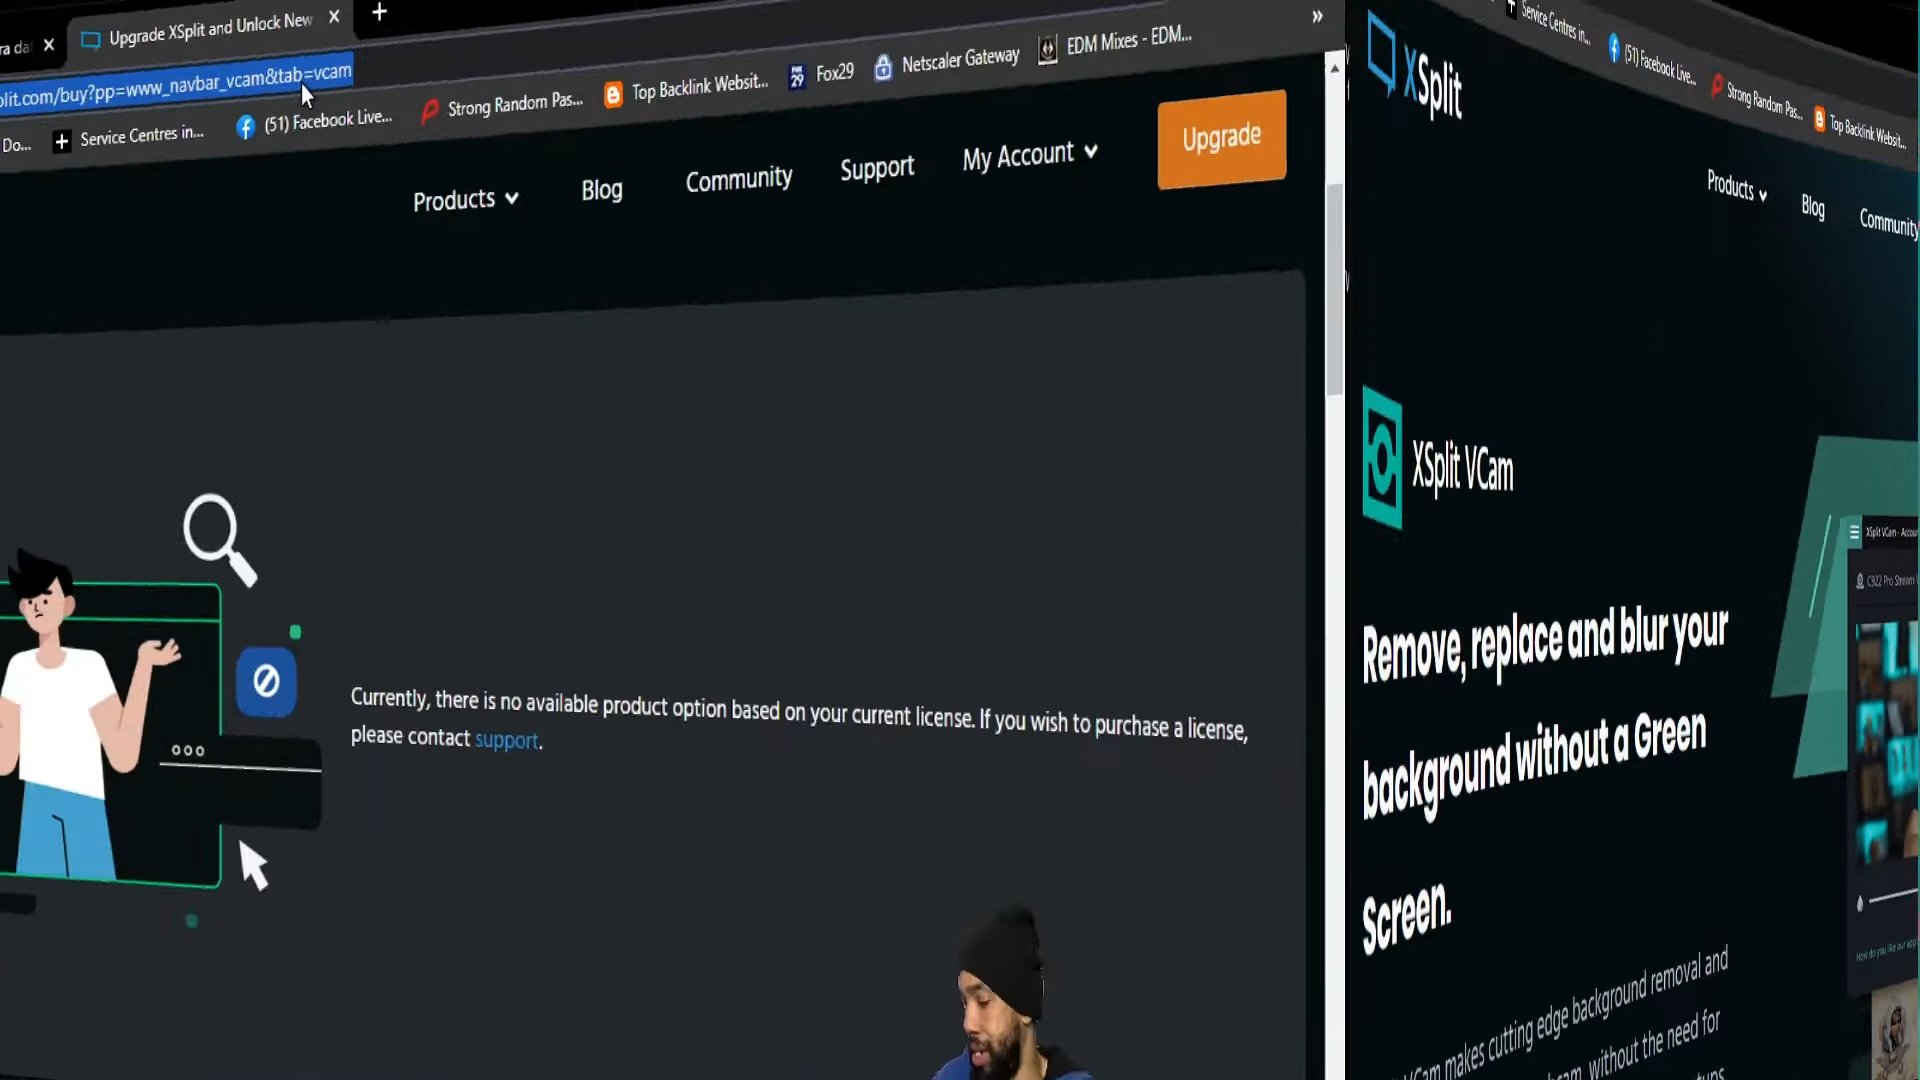 Upgrade XSplit and Unlock New
plit.com/buy?pp=www_navbar_vcam&tab=vcam
Do...
Service Centres in...
(51) Facebook Live...
Strong Random Pas...
Top Backlink Websit...
FOX 29
Fox29
Netscaler Gateway
EDM Mixes - EDM...
»
Products
Blog
Community
Support
My Account
Upgrade
Currently, there is no available product option based on your current license. If you wish to purchase a license,
please contact support.
Service Centres in...
(51) Facebook Live...
Strong Random Pas...
Top Backlink Websit...
XSplit
Products
Blog
Community
XSplit VCam
Remove, replace and blur your
background without a Green
Screen.
VCam makes cutting edge background removal and
without the need for
XSplit VCam - Accou
C922 Pro Stream
How do you like our app